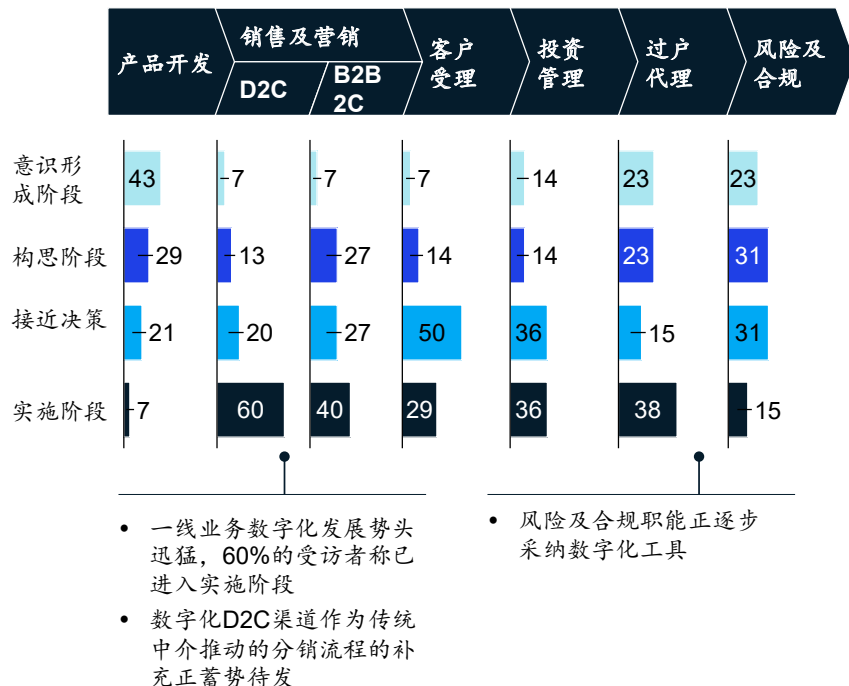 产品开发
销售及营销
D2C
B2B
2C
客户
受理
投资
管理
过户
代理
风险及
合规
意识形
成阶段
43
7
7
7
14
23
23
构思阶段
29
13
27
14
14
23
31
接近决策
21
20
27
50
36
15
31
实施阶段
7
60
40
29
36
38
15
• 一线业务数字化发展势头
迅猛，60%的受访者称已
进入实施阶段
• 数字化D2C渠道作为传统
中介推动的分销流程的补
充正蓄势待发
• 风险及合规职能正逐步
采纳数字化工具